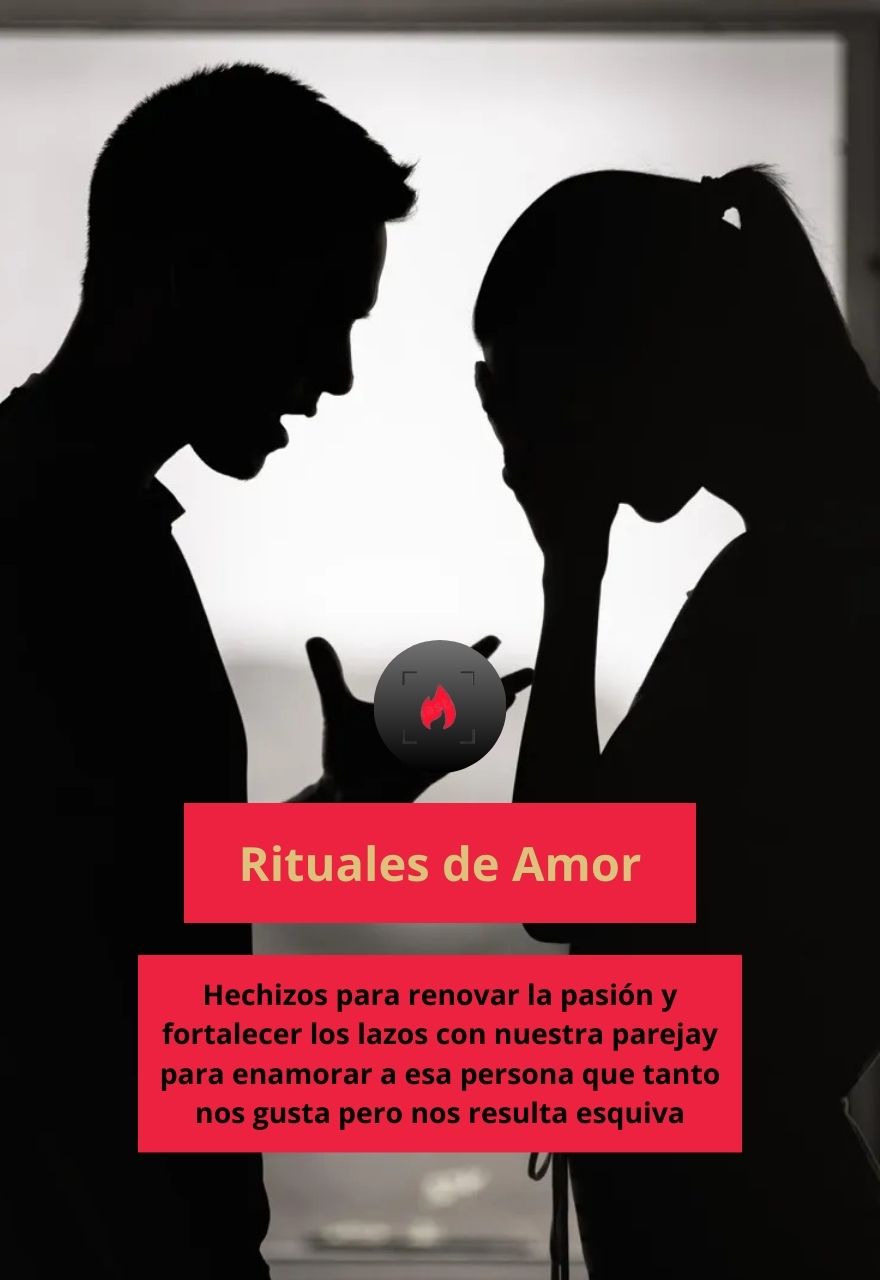 Rituales de Amor
Hechizos para renovar la pasión y
fortalecer los lazos con nuestra parejay
para enamorar a esa persona que tanto
nos gusta pero nos resulta esquiva